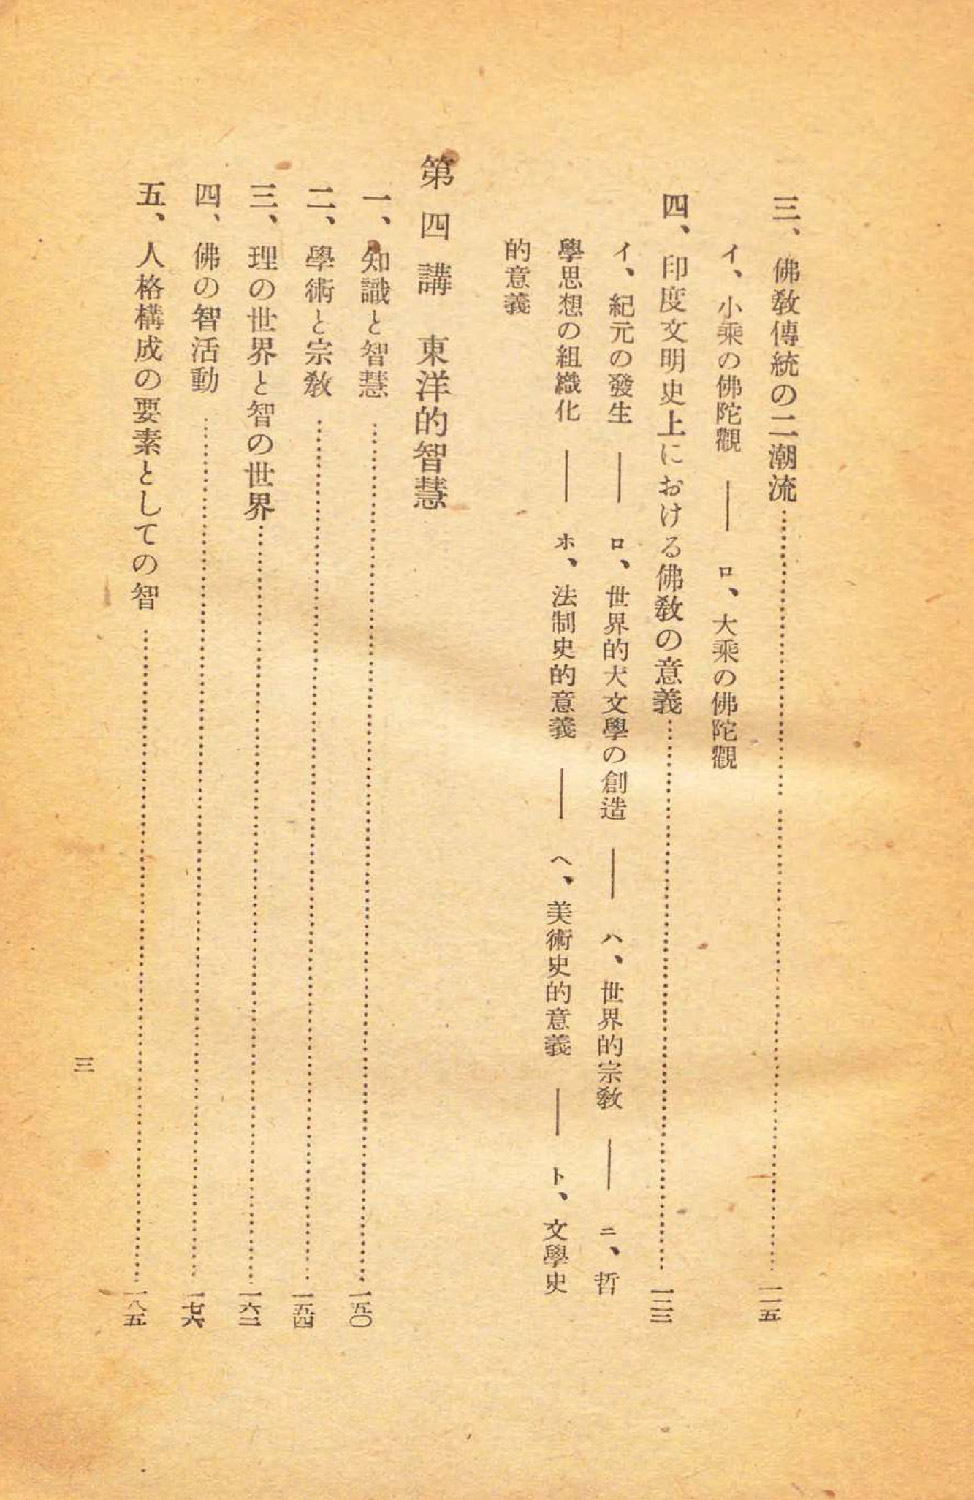 三、佛教傳統の二潮流……一一五
イ、小乘の佛陀觀 ── ロ、大乘の佛陀觀
四、印度文明史上における佛教の意義……一二三
イ、紀元の發生 ── ロ、世界的大文學の創造 ── ハ、世界的宗教 ── ニ、哲
學思想の組織化 ── ホ、法制史的意義 ── ヘ、美術史的意義 ── ト、文學史
的意義
第四講 東洋的智慧
一、知識と智慧……一五〇
二、學術と宗教……一五四
三、理の世界と智の世界……一六二
四、佛の智活動……一七六
五、人格構成の要素としての智……一八五
三